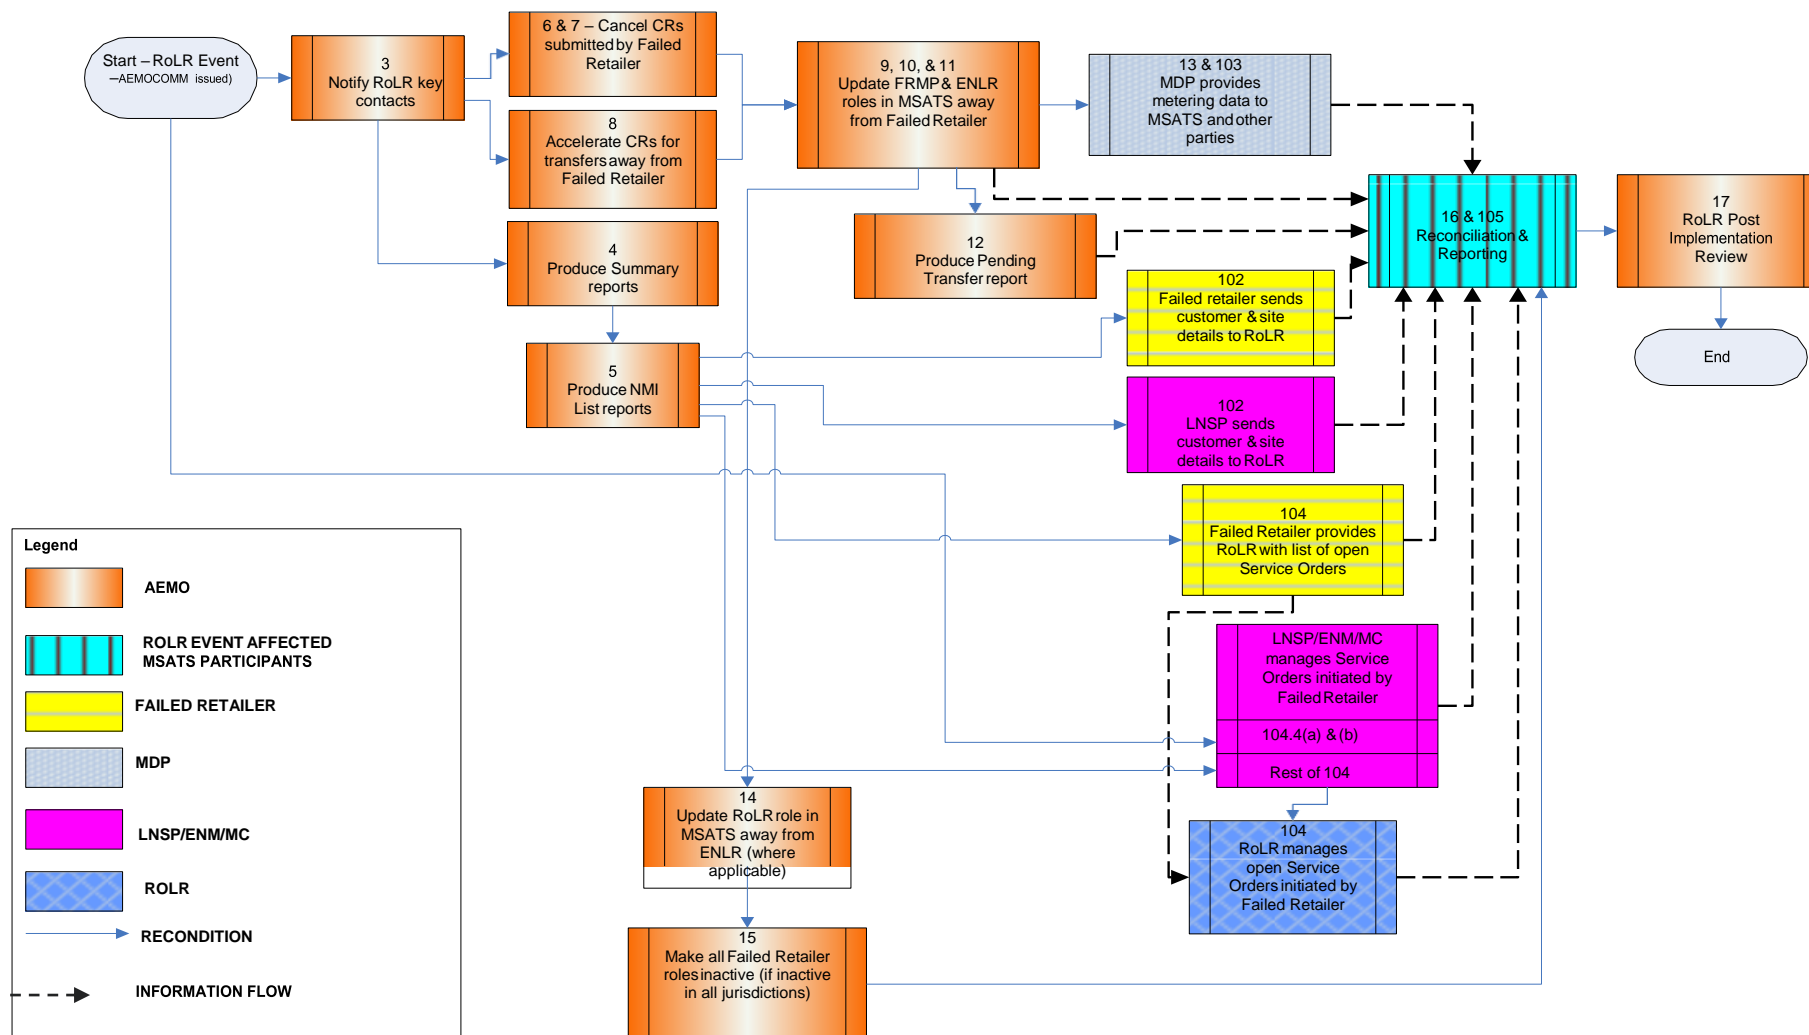 Start – RoLR Event
–AEMOCOMM issued)
3
Notify RoLR key
contacts
6 & 7 – Cancel CRs
submitted by Failed
Retailer
8
Accelerate CRs for
transfers away from
Failed Retailer
4
Produce Summary
reports
5
Produce NMI
List reports
9, 10, & 11
Update FRMP & ENLR
roles in MSATS away
from Failed Retailer
12
Produce Pending
Transfer report
13 & 103
MDP provides
metering data to
MSATS and other
parties
102
Failed retailer sends
customer & site
details to RoLR
102
LNSP sends
customer & site
details to RoLR
104
Failed Retailer provides
RoLR with list of open
Service Orders
LNSP/ENM/MC
manages Service
Orders initiated by
Failed Retailer
104.4(a) & (b)
Rest of 104
104
RoLR manages
open Service
Orders initiated by
Failed Retailer
14
Update RoLR role in
MSATS away from
ENLR (where
applicable)
15
Make all Failed Retailer
roles inactive (if inactive
in all jurisdictions)
16 & 105
Reconciliation &
Reporting
17
RoLR Post
Implementation
Review
End
Legend
AEMO
ROLR EVENT AFFECTED
MSATS PARTICIPANTS
FAILED RETAILER
MDP
LNSP/ENM/MC
ROLR
RECONDITION
INFORMATION FLOW